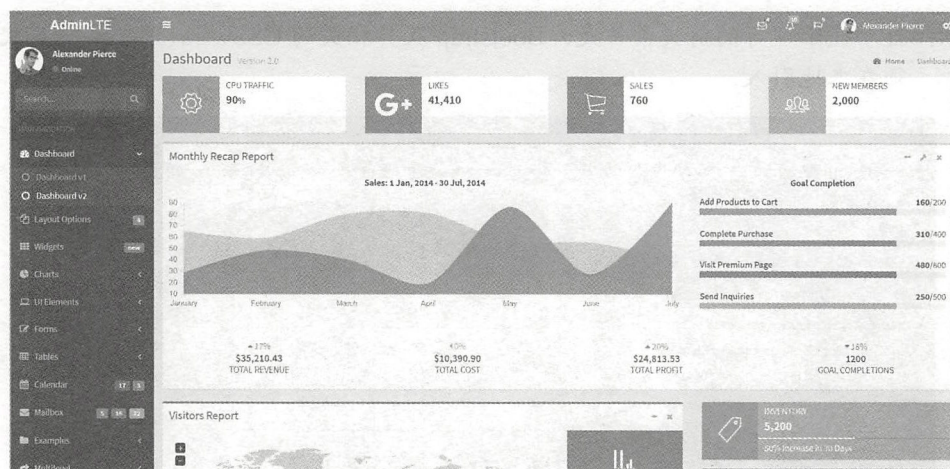 AdminLTE
Alexander Pierce
Alexander Pierce
Online
Search...
Dashboard
Dashboard v1
Dashboard v2
Layout Options 4
Widgets new
Charts
UI Elements
Forms
Tables
Calendar 17 3
Mailbox 5
Examples
Dashboard Version 2.0
Home Dashboard
CPU TRAFFIC
90%
G+
LIKES
41,410
SALES
760
NEW MEMBERS
2,000
Monthly Recap Report
Sales: 1 Jan, 2014 - 30 Jul, 2014
90
80
70
60
50
40
30
20
10
January February March April May June July
Goal Completion
Add Products to Cart 160/200
Complete Purchase 310/400
Visit Premium Page 480/800
Send Inquiries 250/500
17%
$35,210.43
TOTAL REVENUE
$10,390.90
TOTAL COST
20%
$24,813.53
TOTAL PROFIT
18%
1200
GOAL COMPLETIONS
Visitors Report
+
-
INVENTORY
5,200
50% Increase in 30 Days